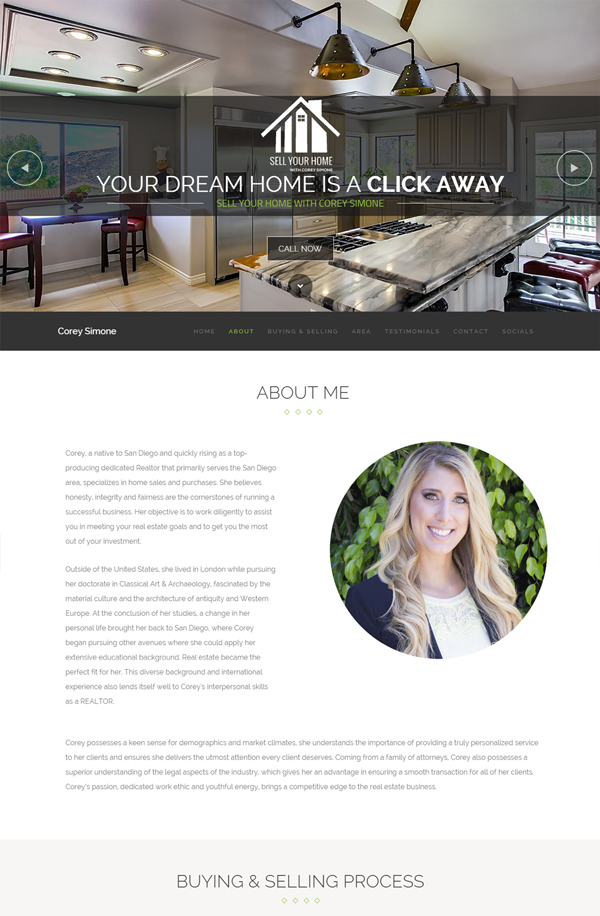 SELL YOUR HOME
WITH COREY SIMONE
YOUR DREAM HOME IS A CLICK AWAY
SELL YOUR HOME WITH COREY SIMONE
CALL NOW
Corey Simone
HOME ABOUT BUYING & SELLING AREA TESTIMONIALS CONTACT SOCIALS
ABOUT ME
Corey, a native to San Diego and quickly rising as a top-
producing dedicated Realtor that primarily serves the San Diego
area, specializes in home sales and purchases. She believes
honesty, integrity and fairness are the cornerstones of running a
successful business. Her objective is to work diligently to assist
you in meeting your real estate goals and to get you the most
out of your investment.
Outside of the United States, she lived in London while pursuing
her doctorate in Classical Art & Archaeology, fascinated by the
material culture and the architecture of antiquity and Western
Europe. At the conclusion of her studies, a change in her
personal life brought her back to San Diego, where Corey
began pursuing other avenues where she could apply her
extensive educational background. Real estate became the
perfect fit for her. This diverse background and international
experience also lends itself well to Corey's interpersonal skills
as a REALTOR.
Corey possesses a keen sense for demographics and market climates, she understands the importance of providing a truly personalized service
to her clients and ensures she delivers the utmost attention every client deserves. Coming from a family of attorneys, Corey also possesses a
superior understanding of the legal aspects of the industry, which gives her an advantage in ensuring a smooth transaction for all of her clients.
Corey's passion, dedicated work ethic and youthful energy, brings a competitive edge to the real estate business.
BUYING & SELLING PROCESS